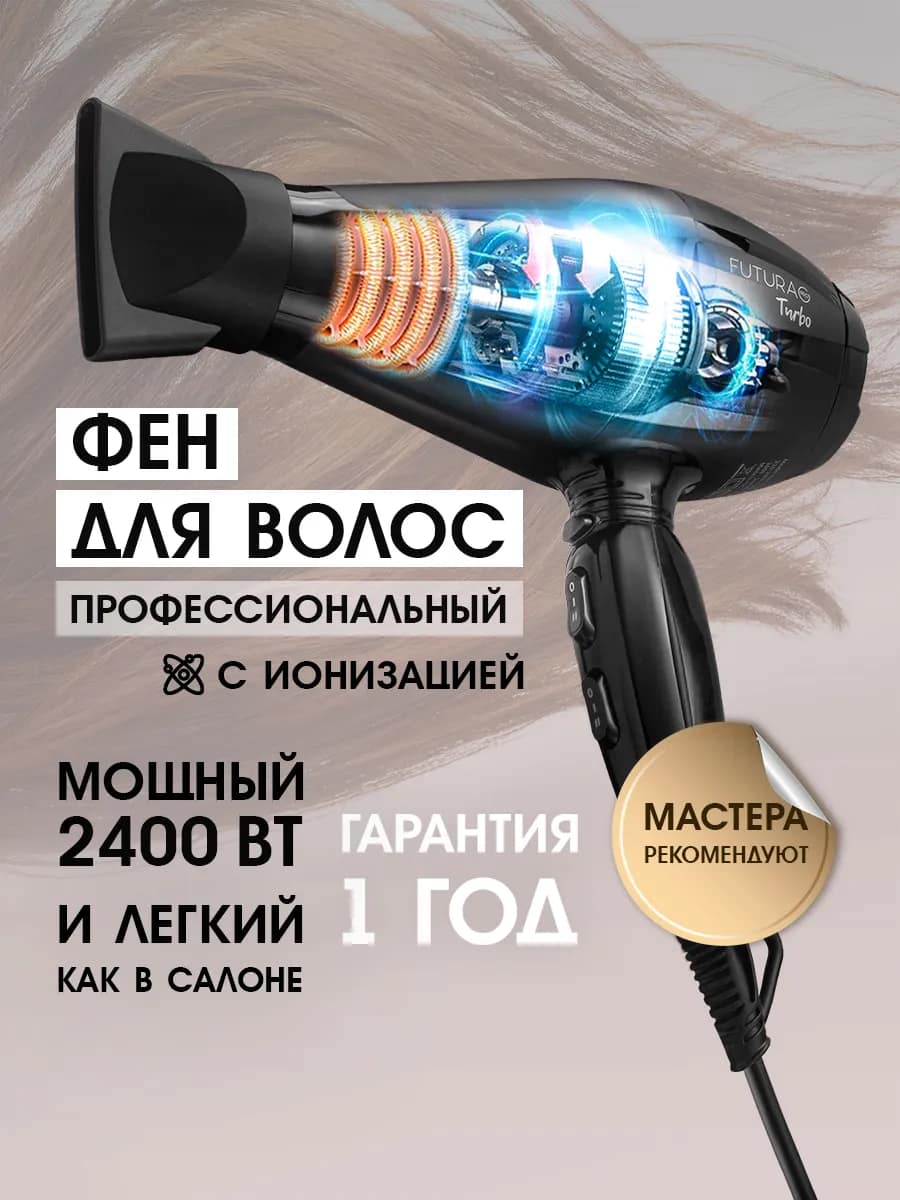 FUTURA
Turbo
ФЕН
ДЛЯ ВОЛОС
ПРОФЕССИОНАЛЬНЫЙ
С ИОНИЗАЦИЕЙ
МОЩНЫЙ
2400 ВТ
И ЛЕГКИЙ
КАК В САЛОНЕ
ГАРАНТИЯ
1 ГОД
МАСТЕРА
РЕКОМЕНДУЮТ